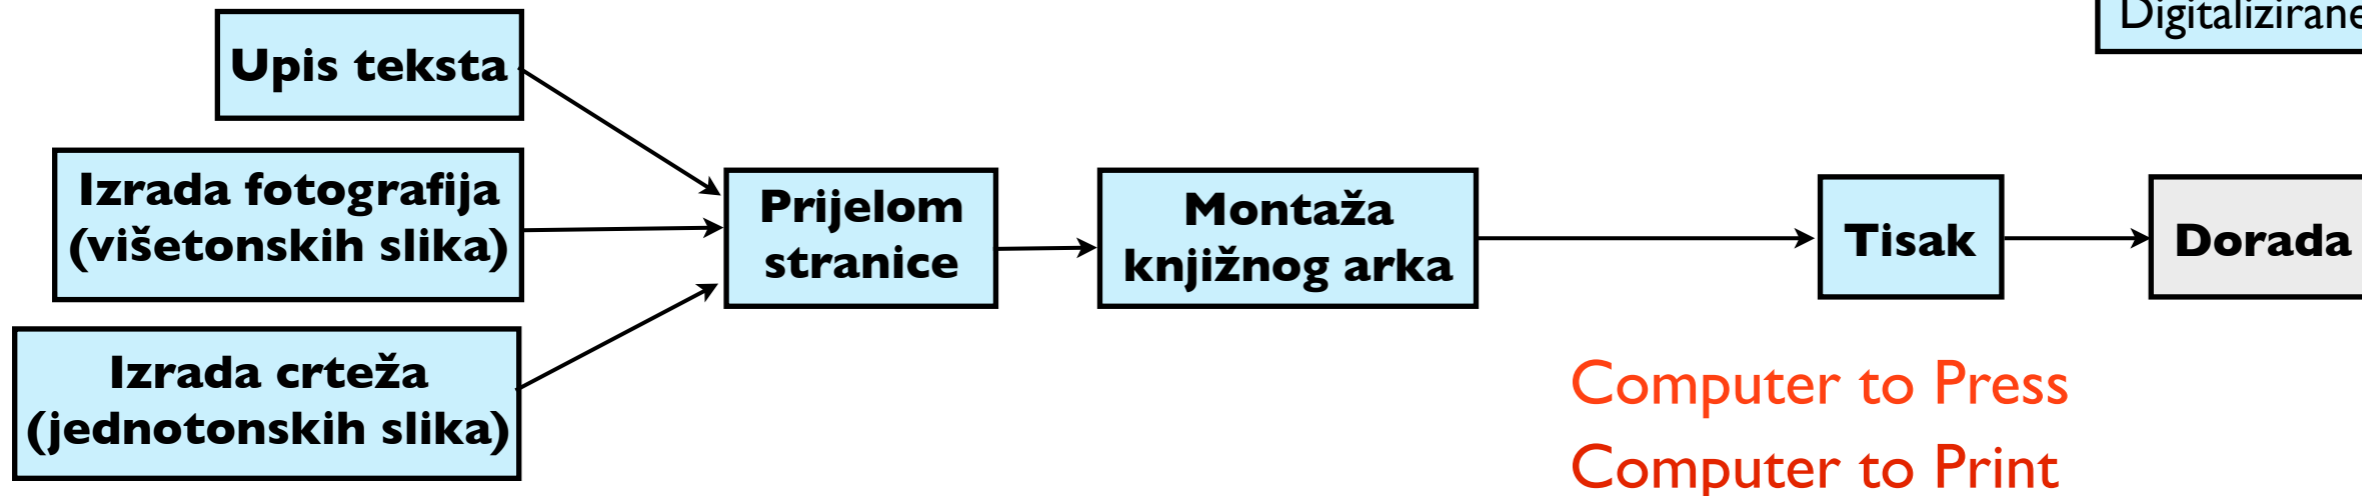 Digitalizirane
Upis teksta
Izrada fotografija
(višetonskih slika)
Izrada crteža
(jednotonskih slika)
Prijelom
stranice
Montaža
knjižnog arka
Tisak
Dorada
Computer to Press
Computer to Print